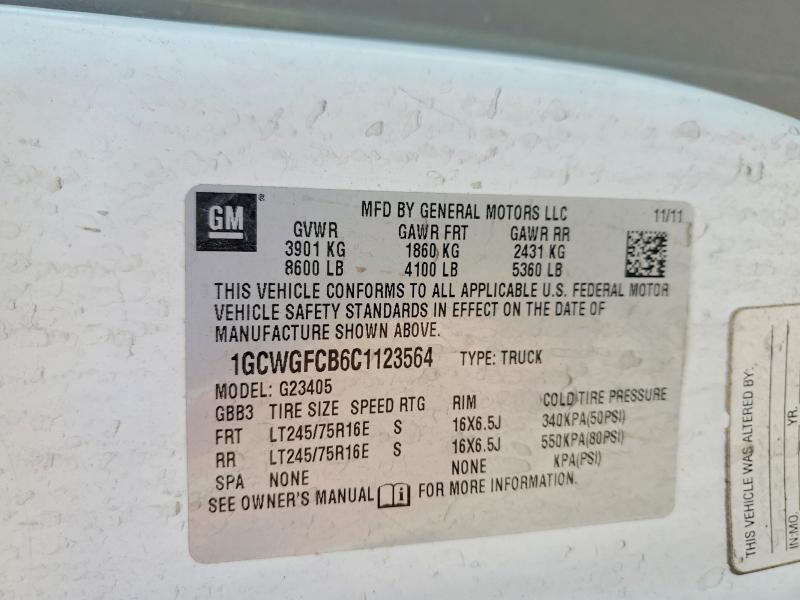 GM ®
MFD BY GENERAL MOTORS LLC 11/11
GVWR GAWR FRT GAWR RR
3901 KG 1860 KG 2431 KG
8600 LB 4100 LB 5360 LB
THIS VEHICLE CONFORMS TO ALL APPLICABLE U.S. FEDERAL MOTOR
VEHICLE SAFETY STANDARDS IN EFFECT ON THE DATE OF
MANUFACTURE SHOWN ABOVE.
1GCWGFCB6C1123564 TYPE: TRUCK
MODEL: G23405
GBB3 TIRE SIZE SPEED RTG RIM COLD TIRE PRESSURE
FRT LT245/75R16E S 16X6.5J 340KPA(50PSI)
RR LT245/75R16E S 16X6.5J 550KPA(80PSI)
SPA NONE NONE KPA(PSI)
SEE OWNER'S MANUAL i FOR MORE INFORMATION.
THIS VEHICLE WAS ALTERED BY:
IN:MO. YR.